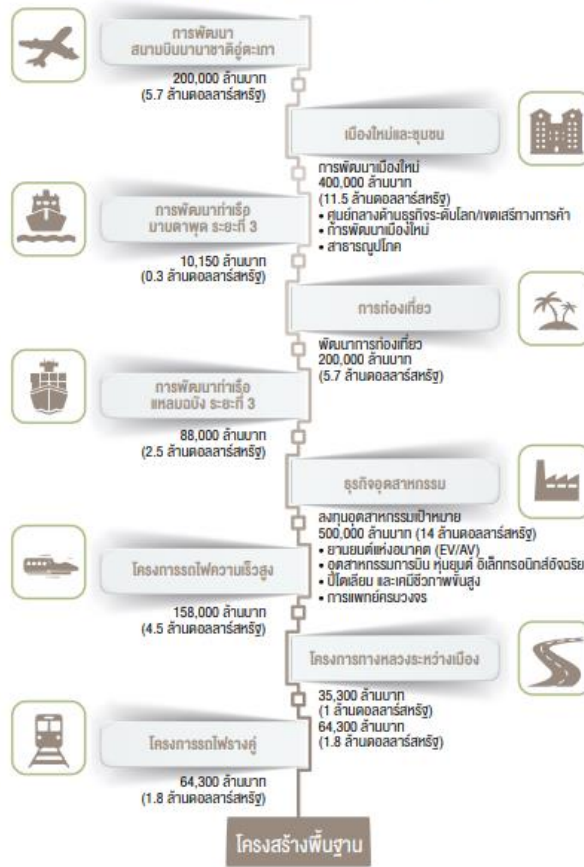 การพัฒนา
สนามบินนานาชาติอู่ตะเภา
200,000 ล้านบาท
(5.7 ล้านดอลลาร์สหรัฐ)
เมืองใหม่และชุมชน
การพัฒนาเมืองใหม่
400,000 ล้านบาท
(11.5 ล้านดอลลาร์สหรัฐ)
• ศูนย์กลางด้านธุรกิจระดับโลก/เขตเสรีทางการค้า
• การพัฒนาเมืองใหม่
• สาธารณูปโภค
การพัฒนาท่าเรือ
มาบตาพุด ระยะที่ 3
10,150 ล้านบาท
(0.3 ล้านดอลลาร์สหรัฐ)
การท่องเที่ยว
พัฒนาการท่องเที่ยว
200,000 ล้านบาท
(5.7 ล้านดอลลาร์สหรัฐ)
การพัฒนาท่าเรือ
แหลมฉบัง ระยะที่ 3
88,000 ล้านบาท
(2.5 ล้านดอลลาร์สหรัฐ)
ธุรกิจอุตสาหกรรม
ลงทุนอุตสาหกรรมเป้าหมาย
500,000 ล้านบาท (14 ล้านดอลลาร์สหรัฐ)
• ยานยนต์แห่งอนาคต (EV/AV)
• อุตสาหกรรมการบิน หุ่นยนต์ อิเล็กทรอนิกส์อัจฉริย
• ปิโตเลียม และเคมีชีวภาพขั้นสูง
• การแพทย์ครบวงจร
โครงการรถไฟความเร็วสูง
158,000 ล้านบาท
(4.5 ล้านดอลลาร์สหรัฐ)
โครงการทางหลวงระหว่างเมือง
35,300 ล้านบาท
(1 ล้านดอลลาร์สหรัฐ)
64,300 ล้านบาท
(1.8 ล้านดอลลาร์สหรัฐ)
โครงการรถไฟรางคู่
64,300 ล้านบาท
(1.8 ล้านดอลลาร์สหรัฐ)
โครงสร้างพื้นฐาน